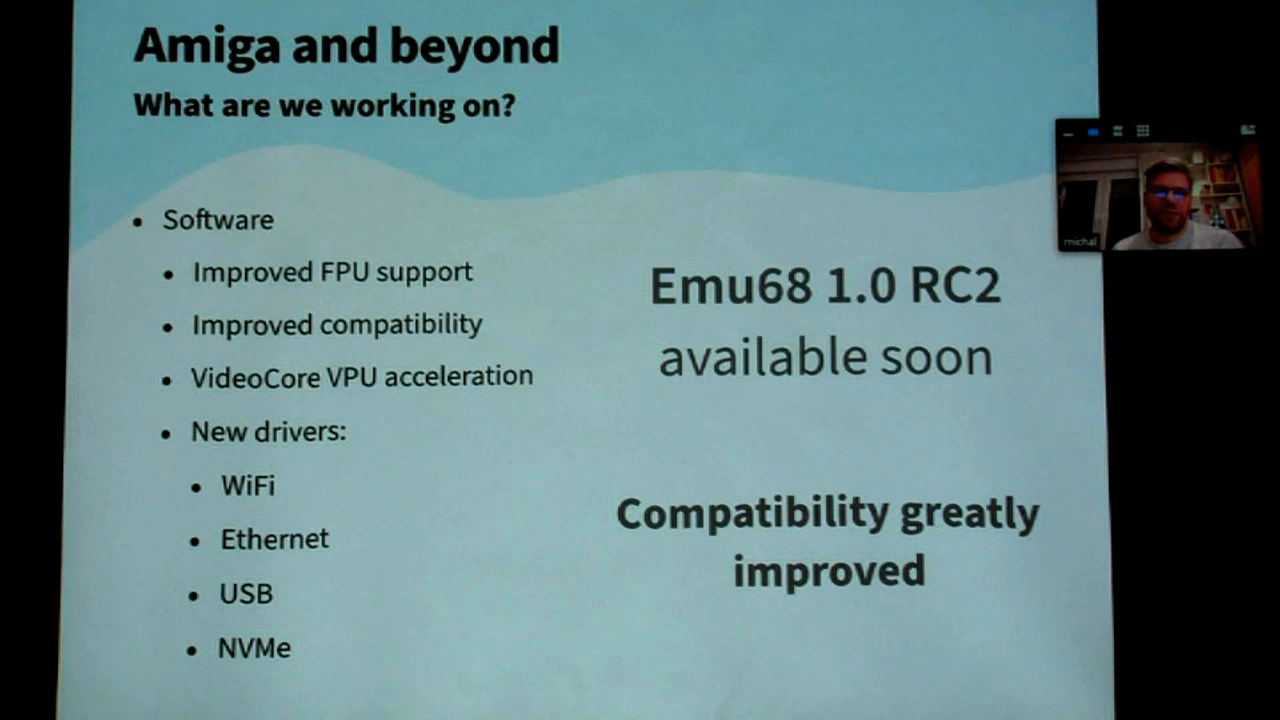 Amiga and beyond
What are we working on?
Software
Improved FPU support
Improved compatibility
VideoCore VPU acceleration
New drivers:
WiFi
Ethernet
USB
NVMe
Emu68 1.0 RC2
available soon
Compatibility greatly
improved
michal